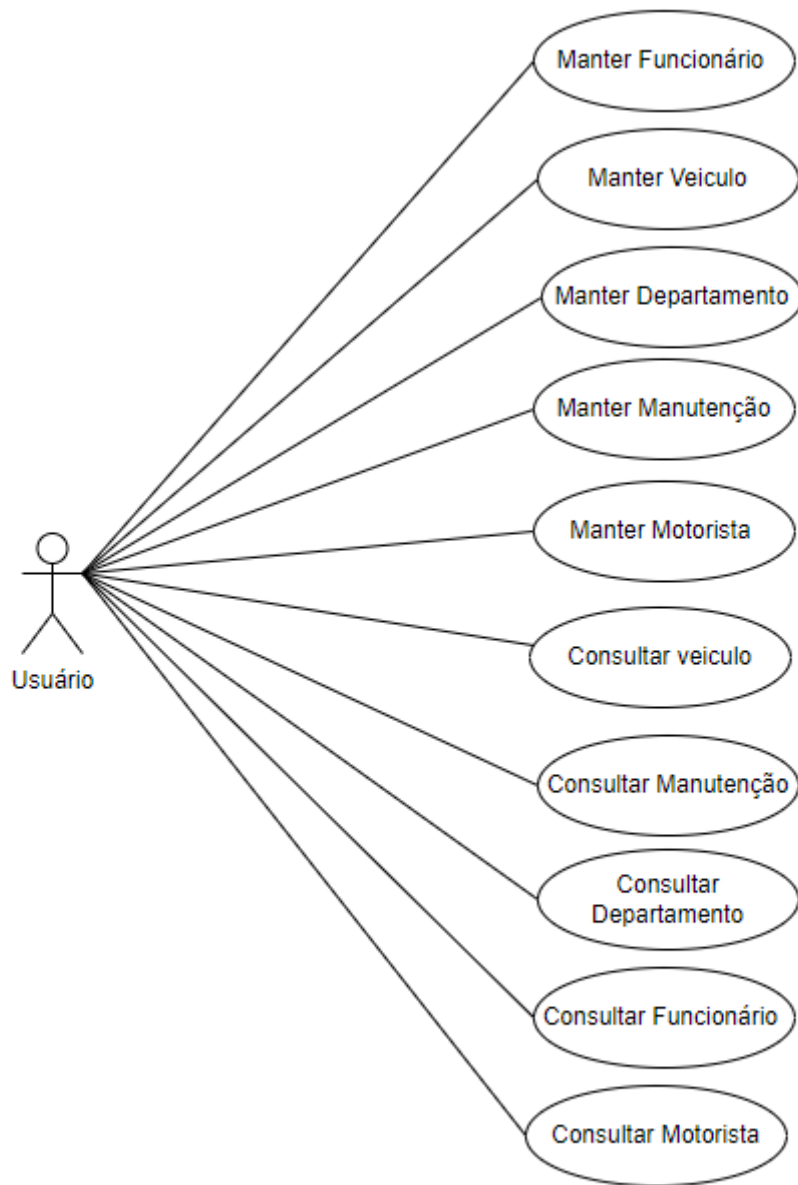 Manter Funcionário
Manter Veiculo
Manter Departamento
Manter Manutenção
Manter Motorista
Usuário
Consultar veiculo
Consultar Manutenção
Consultar
Departamento
Consultar Funcionário
Consultar Motorista